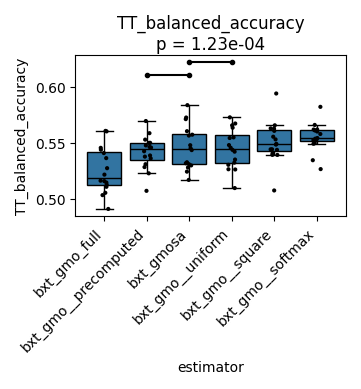 TT_balanced_accuracy
p = 1.23e-04
TT_balanced_accuracy
0.60
0.55
0.50
bxt_gmo_full
bxt_gmo__precomputed
bxt_gmosa
bxt_gmo__uniform
bxt_gmo__square
bxt_gmo__softmax
estimator